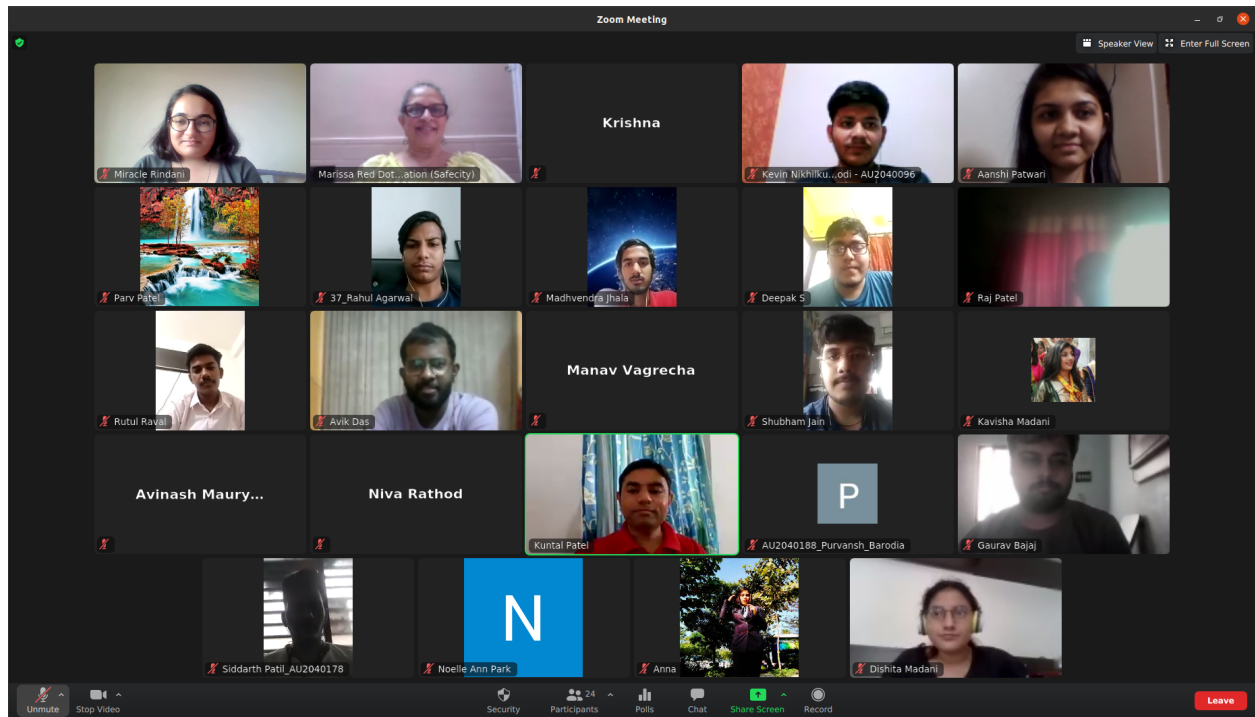 Zoom Meeting
Speaker View
Enter Full Screen
Miracle Rindani
Marissa Red Dot...ation (Safecity)
Krishna
Kevin Nikhilku...odi - AU2040096
Aanshi Patwari
Parv Patel
37_Rahul Agarwal
Madhvendra Jhala
Deepak S
Raj Patel
Rutul Raval
Avik Das
Manav Vagrecha
Shubham Jain
Kavisha Madani
Avinash Maury...
Niva Rathod
Kuntal Patel
P
AU2040188_Purvansh_Barodia
Gaurav Bajaj
Siddarth Patil_AU2040178
N
Noelle Ann Park
Anna
Dishita Madani
Unmute
Stop Video
Security
24
Participants
Polls
Chat
Share Screen
Record
Leave